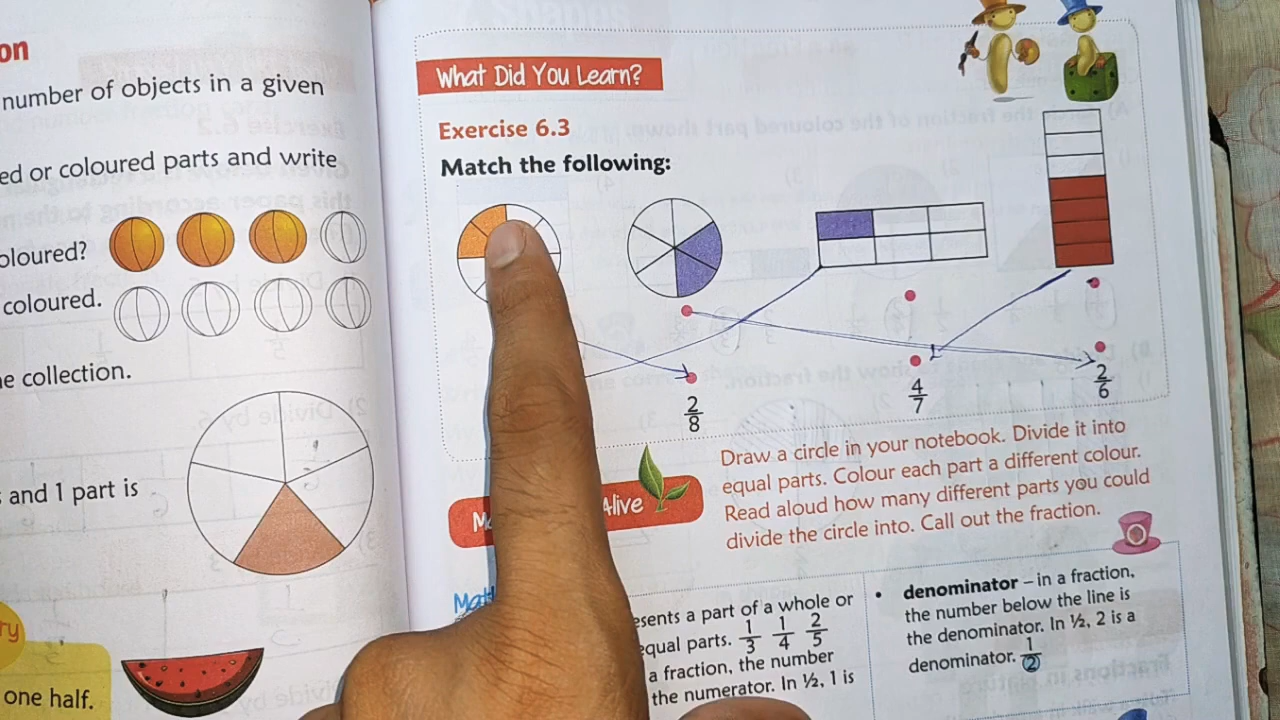 on
number of objects in a given
ed or coloured parts and write
oloured?
coloured.
e collection.
and 1 part is
ry
one half.
What Did You Learn?
Exercise 6.3
Match the following:
2/8
4/7
2/6
Alive
Draw a circle in your notebook. Divide it into
equal parts. Colour each part a different colour.
Read aloud how many different parts you could
divide the circle into. Call out the fraction.
Mat
esents a part of a whole or
equal parts. 1/3 1/4 2/5
a fraction, the number
the numerator. In ½, 1 is
• denominator – in a fraction,
the number below the line is
the denominator. In ½, 2 is a
denominator. 1/2